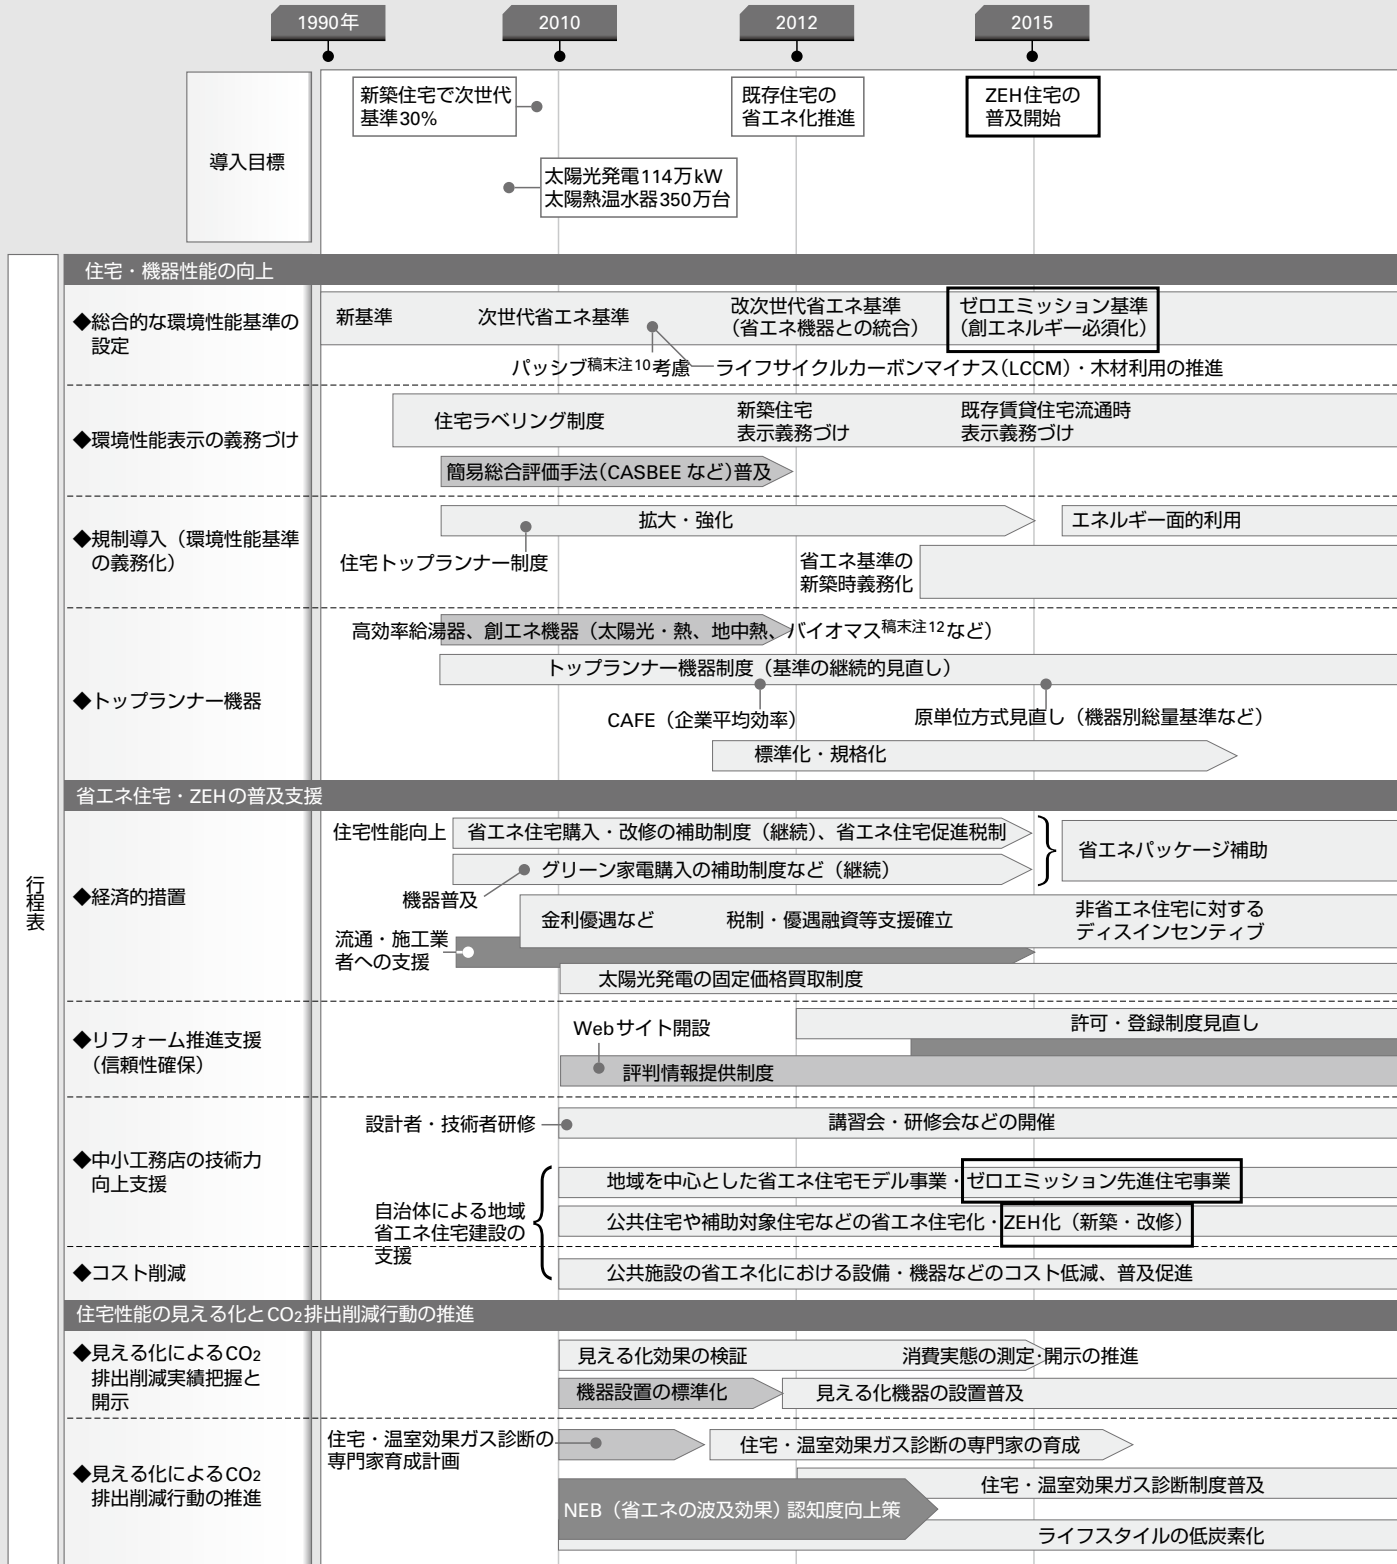 1990年
2010
2012
2015
導入目標
新築住宅で次世代
基準30%
既存住宅の
省エネ化推進
ZEH住宅の
普及開始
太陽光発電114万kW
太陽熱温水器350万台
行程表
住宅・機器性能の向上
◆総合的な環境性能基準の
設定
新基準
次世代省エネ基準
改次世代省エネ基準
(省エネ機器との統合)
ゼロエミッション基準
(創エネルギー必須化)
パッシブ稿末注10考慮
ライフサイクルカーボンマイナス(LCCM)・木材利用の推進
◆環境性能表示の義務づけ
住宅ラベリング制度
新築住宅
表示義務づけ
既存賃貸住宅流通時
表示義務づけ
簡易総合評価手法(CASBEE など)普及
◆規制導入(環境性能基準
の義務化)
拡大・強化
エネルギー面的利用
住宅トップランナー制度
省エネ基準の
新築時義務化
◆トップランナー機器
高効率給湯器、創エネ機器(太陽光・熱、地中熱、バイオマス稿末注12など)
トップランナー機器制度(基準の継続的見直し)
CAFE(企業平均効率)
原単位方式見直し(機器別総量基準など)
標準化・規格化
省エネ住宅・ZEHの普及支援
◆経済的措置
住宅性能向上
省エネ住宅購入・改修の補助制度(継続)、省エネ住宅促進税制
グリーン家電購入の補助制度など(継続)
省エネパッケージ補助
機器普及
金利優遇など
税制・優遇融資等支援確立
非省エネ住宅に対する
ディスインセンティブ
流通・施工業
者への支援
太陽光発電の固定価格買取制度
◆リフォーム推進支援
(信頼性確保)
Webサイト開設
許可・登録制度見直し
評判情報提供制度
◆中小工務店の技術力
向上支援
設計者・技術者研修
講習会・研修会などの開催
自治体による地域
省エネ住宅建設の
支援
地域を中心とした省エネ住宅モデル事業・ゼロエミッション先進住宅事業
公共住宅や補助対象住宅などの省エネ住宅化・ZEH化(新築・改修)
◆コスト削減
公共施設の省エネ化における設備・機器などのコスト低減、普及促進
住宅性能の見える化とCO2排出削減行動の推進
◆見える化によるCO2
排出削減実績把握と
開示
見える化効果の検証
消費実態の測定・開示の推進
機器設置の標準化
見える化機器の設置普及
◆見える化によるCO2
排出削減行動の推進
住宅・温室効果ガス診断の
専門家育成計画
住宅・温室効果ガス診断の専門家の育成
住宅・温室効果ガス診断制度普及
NEB(省エネの波及効果)認知度向上策
ライフスタイルの低炭素化